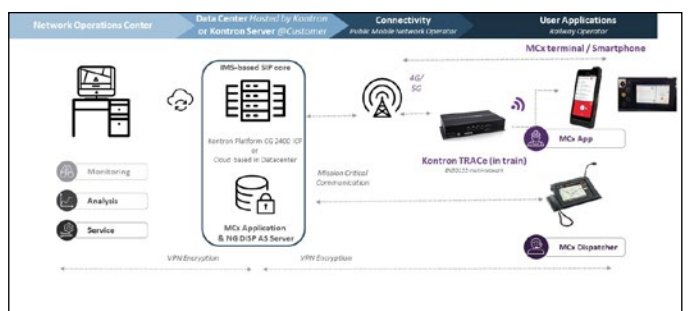 Network Operations Center
Data Center Hosted by Kontron
or Kontron Server @Customer
Connectivity
Public Mobile Network Operator
User Applications
Railway Operator
MCx terminal / Smartphone
IMS-based SIP core
4G/
5G
Kontron Platform CG 2400 ICP
or
Cloud based in Datacenter
MCx App
Kontron TRACe (in train)
Monitoring
Mission Critical
Communication
Analysis
MCx Application
& NG DISP AS Server
Service
MCx Dispatcher
VPN Encryption
VPN Encryption